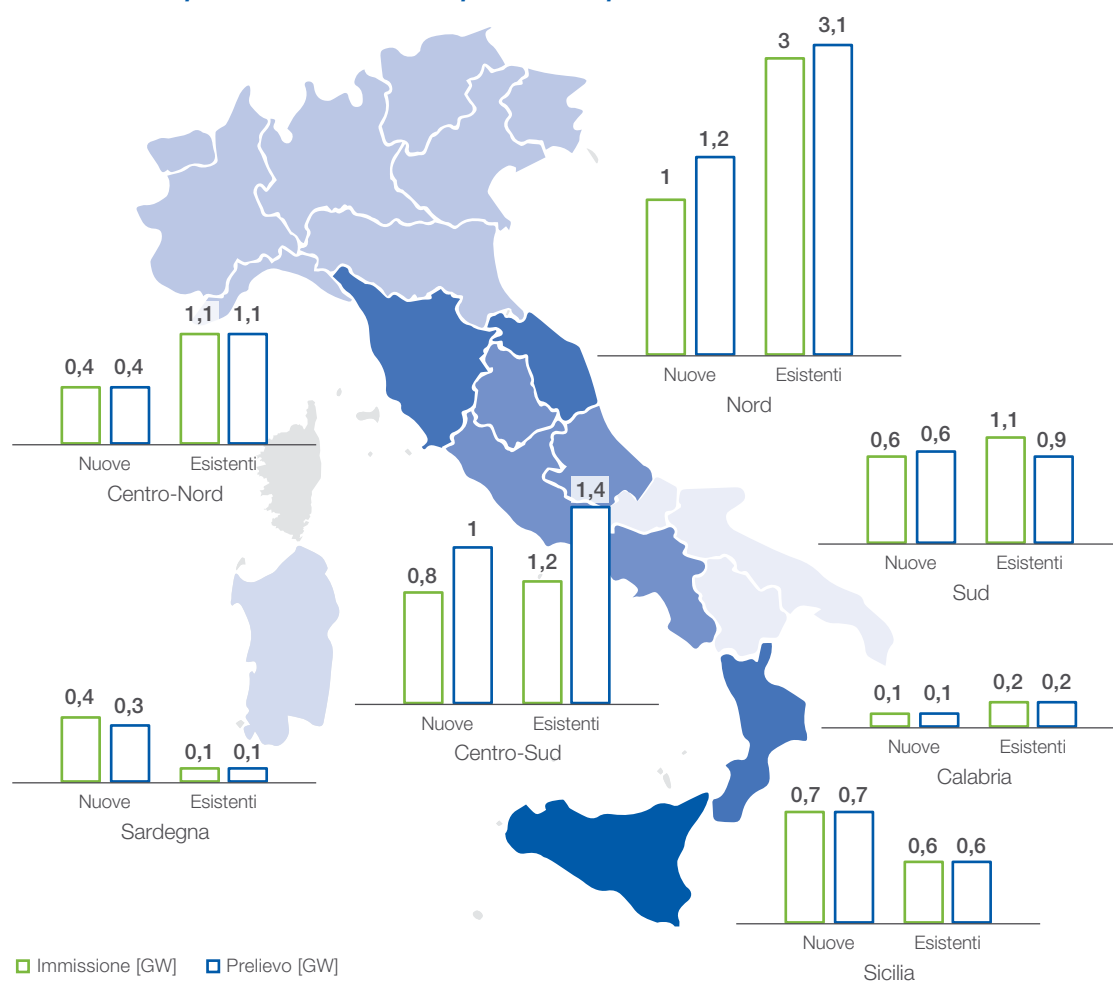 3
3,1
1
1,2
Nuove
Esistenti
Nord
0,4
0,4
1,1
1,1
Nuove
Esistenti
Centro-Nord
0,6
0,6
1,1
0,9
Nuove
Esistenti
Sud
0,8
1
1,2
1,4
Nuove
Esistenti
Centro-Sud
0,4
0,3
0,1
0,1
Nuove
Esistenti
Sardegna
0,1
0,1
0,2
0,2
Nuove
Esistenti
Calabria
0,7
0,7
0,6
0,6
Nuove
Esistenti
Sicilia
Immissione [GW]
Prelievo [GW]